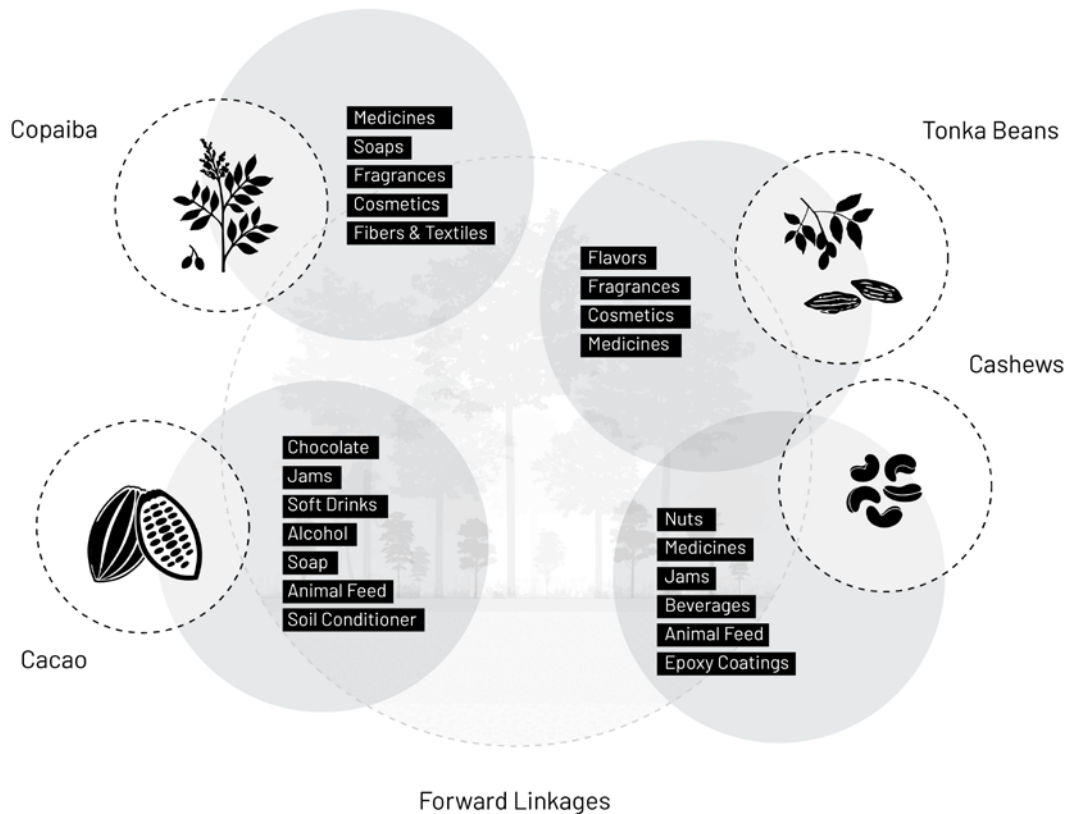 Copaiba
Medicines
Soaps
Fragrances
Cosmetics
Fibers & Textiles
Tonka Beans
Flavors
Fragrances
Cosmetics
Medicines
Cacao
Chocolate
Jams
Soft Drinks
Alcohol
Soap
Animal Feed
Soil Conditioner
Cashews
Nuts
Medicines
Jams
Beverages
Animal Feed
Epoxy Coatings
Forward Linkages